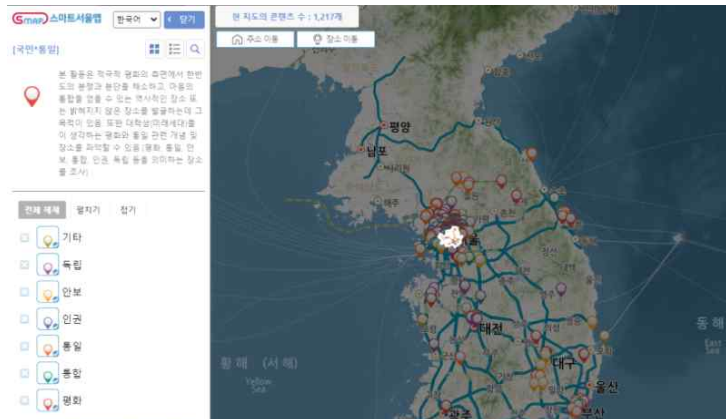 SMAP 스마트서울맵
한국어
닫기
[국민*통일]
본 활동은 적극적 평화의 측면에서 한반
도의 분쟁과 분단을 해소하고, 마음의
통합을 얻을 수 있는 역사적인 장소 또
는 밝혀지지 않은 장소를 발굴하는데 그
목적이 있음. 또한 대학생(미래세대)들
이 생각하는 평화와 통일 관련 개념 및
장소를 파악할 수 있음(평화, 통일, 안
보, 통합, 인권, 독립 등을 의미하는 장소
를 조사)
전체 해제
펼치기
접기
기타
독립
안보
인권
통일
통합
평화
현 지도의 콘텐츠 수 : 1,217개
주소 이동
장소 이동
평양
남포
해주
대전
대구
울산
부산
광주
황해 (서해)
Yellow
Sea
동해
East
Sea